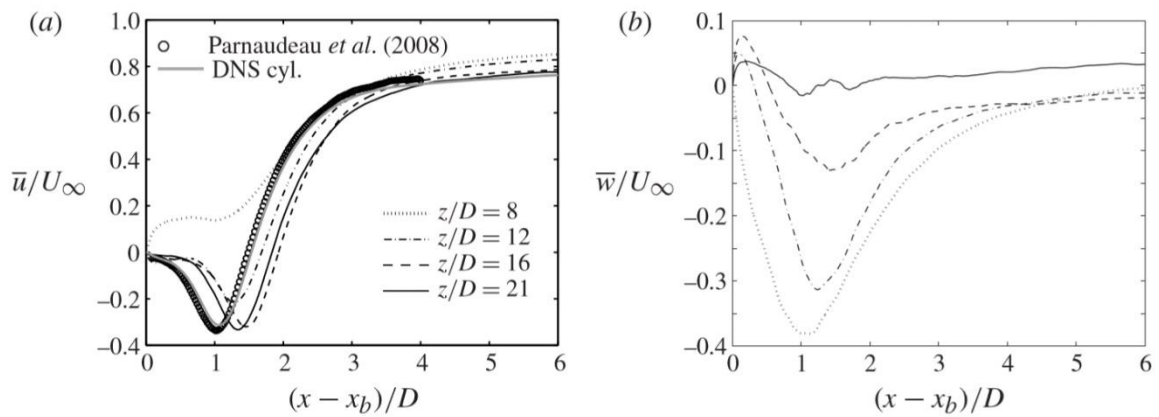 (a)
1.0
0.8
0.6
0.4
0.2
0
–0.2
–0.4
u̅/U∞
Parnaudeau et al. (2008)
DNS cyl.
z/D = 8
z/D = 12
z/D = 16
z/D = 21
0 1 2 3 4 5 6
(x − x_b)/D
(b)
0.1
0
–0.1
–0.2
–0.3
–0.4
w̅/U∞
0 1 2 3 4 5 6
(x − x_b)/D